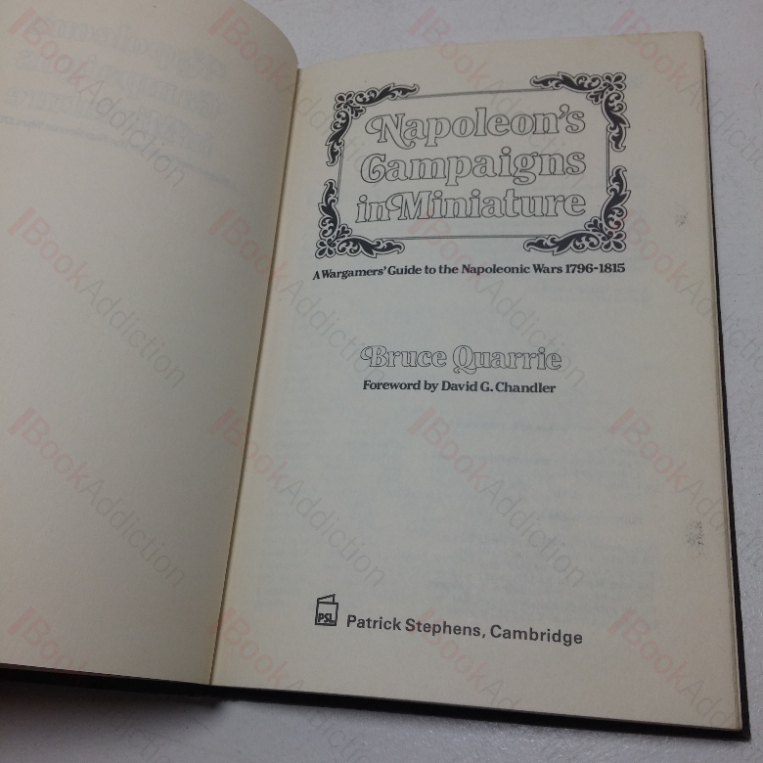 Napoleon's
Campaigns
in Miniature
A Wargamers' Guide to the Napoleonic Wars 1796-1815
Bruce Quarrie
Foreword by David G. Chandler
PSL
Patrick Stephens, Cambridge
BookAddiction